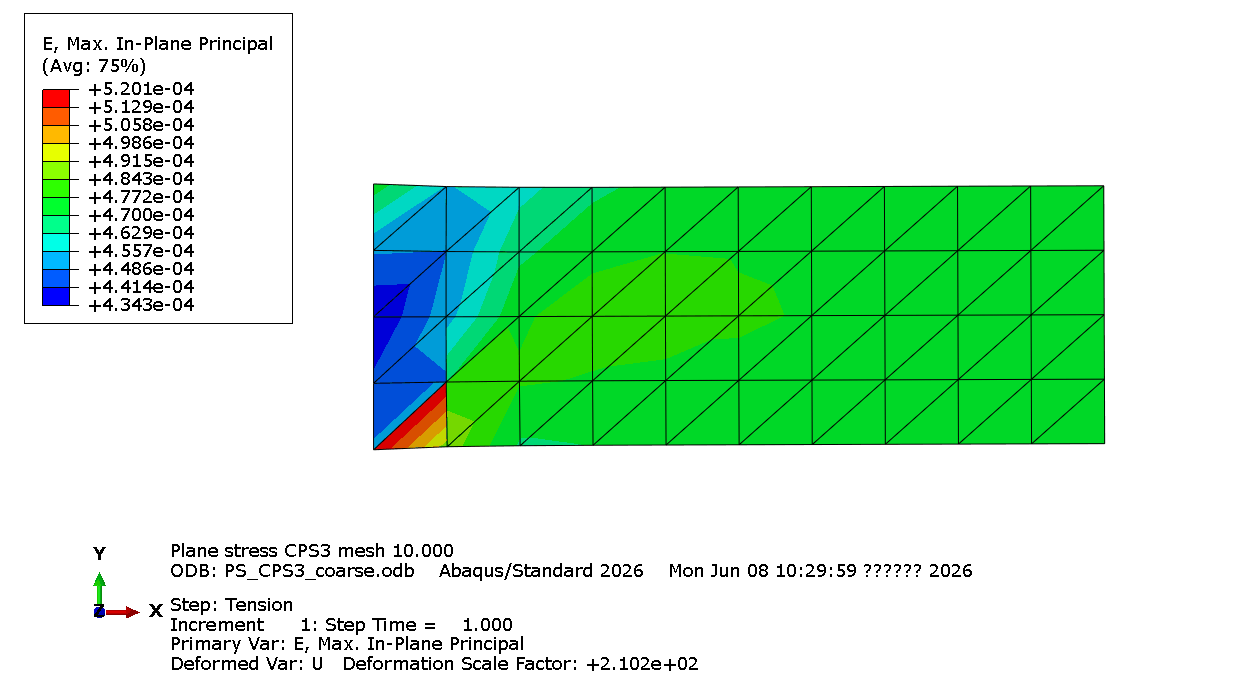 E, Max. In-Plane Principal
(Avg: 75%)
+5.201e-04
+5.129e-04
+5.058e-04
+4.986e-04
+4.915e-04
+4.843e-04
+4.772e-04
+4.700e-04
+4.629e-04
+4.557e-04
+4.486e-04
+4.414e-04
+4.343e-04
Y
Z X
Plane stress CPS3 mesh 10.000
ODB: PS_CPS3_coarse.odb Abaqus/Standard 2026 Mon Jun 08 10:29:59 ?????? 2026
Step: Tension
Increment 1: Step Time = 1.000
Primary Var: E, Max. In-Plane Principal
Deformed Var: U Deformation Scale Factor: +2.102e+02